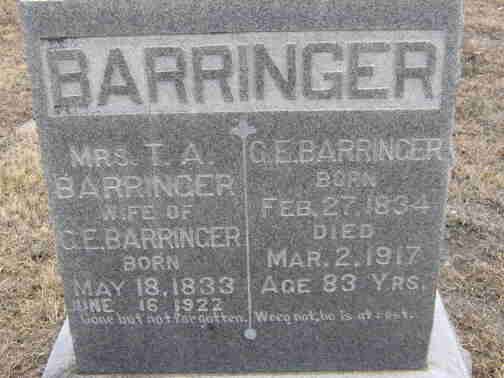 BARRINGER
MRS. T. A.
BARRINGER
WIFE OF
G. E. BARRINGER
BORN
MAY 18, 1833
JUNE 16 1922
Gone but not forgotten.
G. E. BARRINGER
BORN
FEB. 27. 1834
DIED
MAR. 2. 1917
AGE 83 YRS.
Weep not, he is at rest.